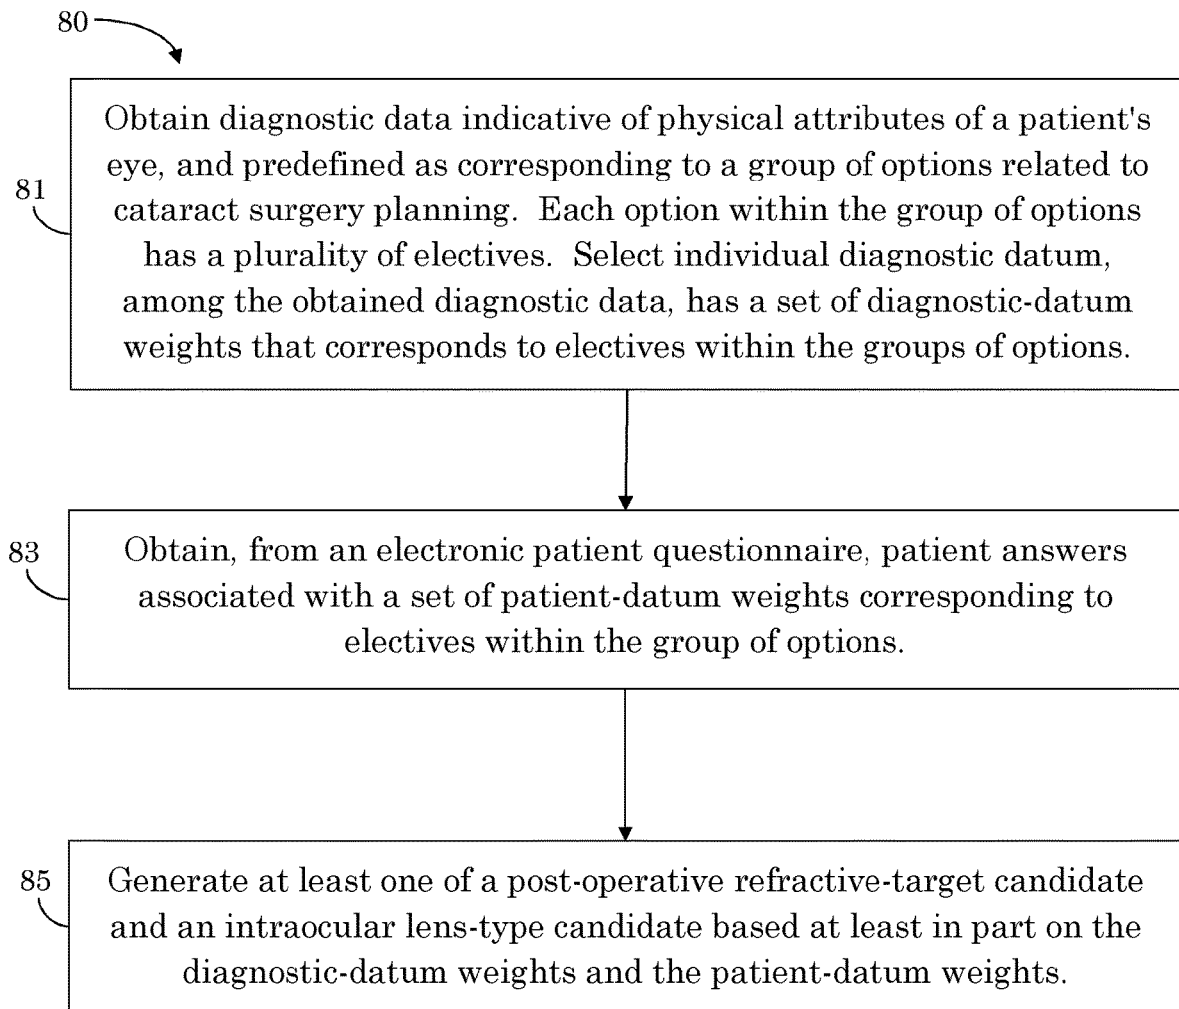 80
Obtain diagnostic data indicative of physical attributes of a patient's
eye, and predefined as corresponding to a group of options related to
81
cataract surgery planning. Each option within the group of options
has a plurality of electives. Select individual diagnostic datum,
among the obtained diagnostic data, has a set of diagnostic-datum
weights that corresponds to electives within the groups of options.
83
Obtain, from an electronic patient questionnaire, patient answers
associated with a set of patient-datum weights corresponding to
electives within the group of options.
85
Generate at least one of a post-operative refractive-target candidate
and an intraocular lens-type candidate based at least in part on the
diagnostic-datum weights and the patient-datum weights.